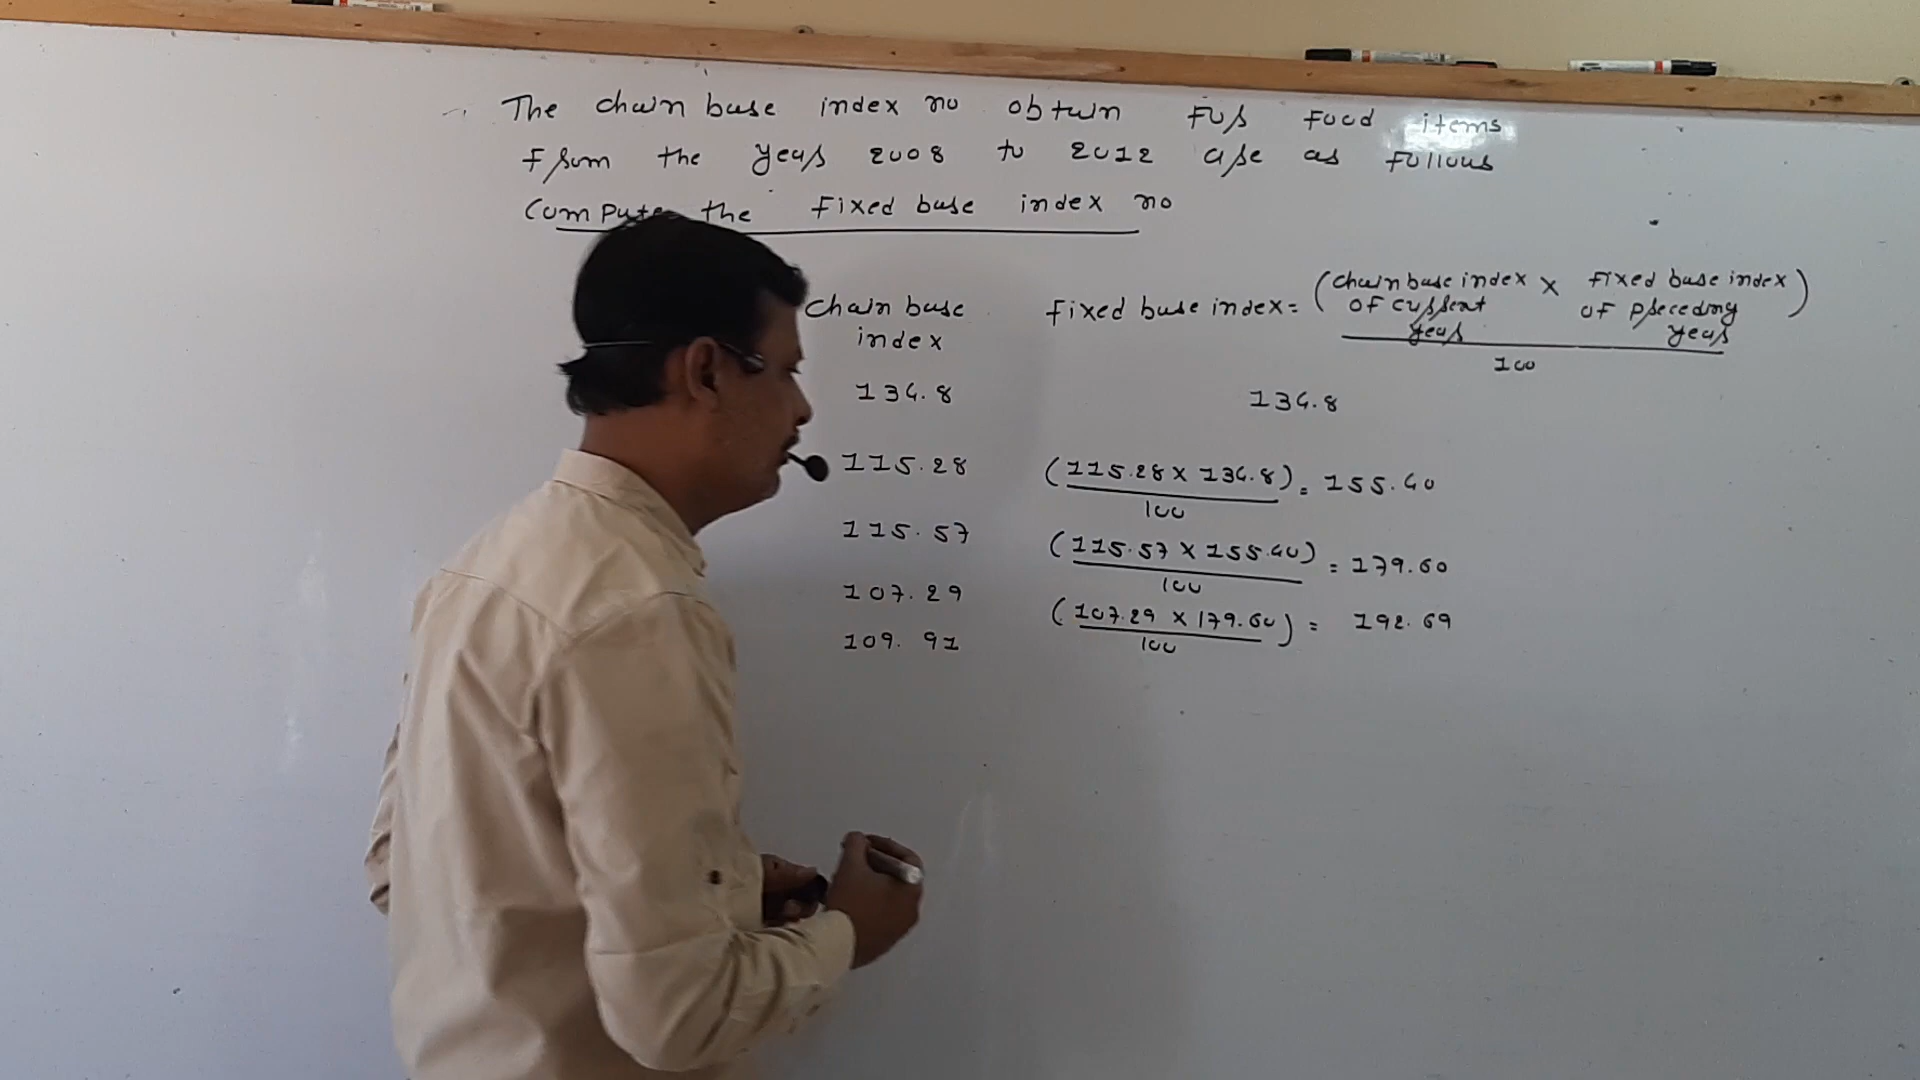 The chain base index no obtain for food items
from the year 2008 to 2012 are as follows
Compute the fixed base index no
Chain base index
Fixed base index = (chain base index of current year × fixed base index of preceding year)
100
134.8
134.8
115.28
(115.28 × 134.8) = 155.40
100
115.57
(115.57 × 155.40) = 179.60
100
107.29
(107.29 × 179.60) = 192.69
100
109.91